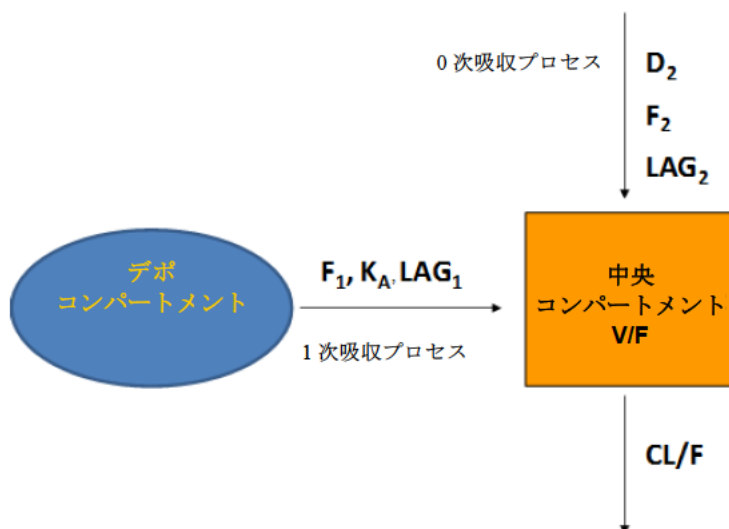 0 次吸収プロセス
D₂
F₂
LAG₂
デポ
コンパートメント
F₁, K_A, LAG₁
1 次吸収プロセス
中央
コンパートメント
V/F
CL/F